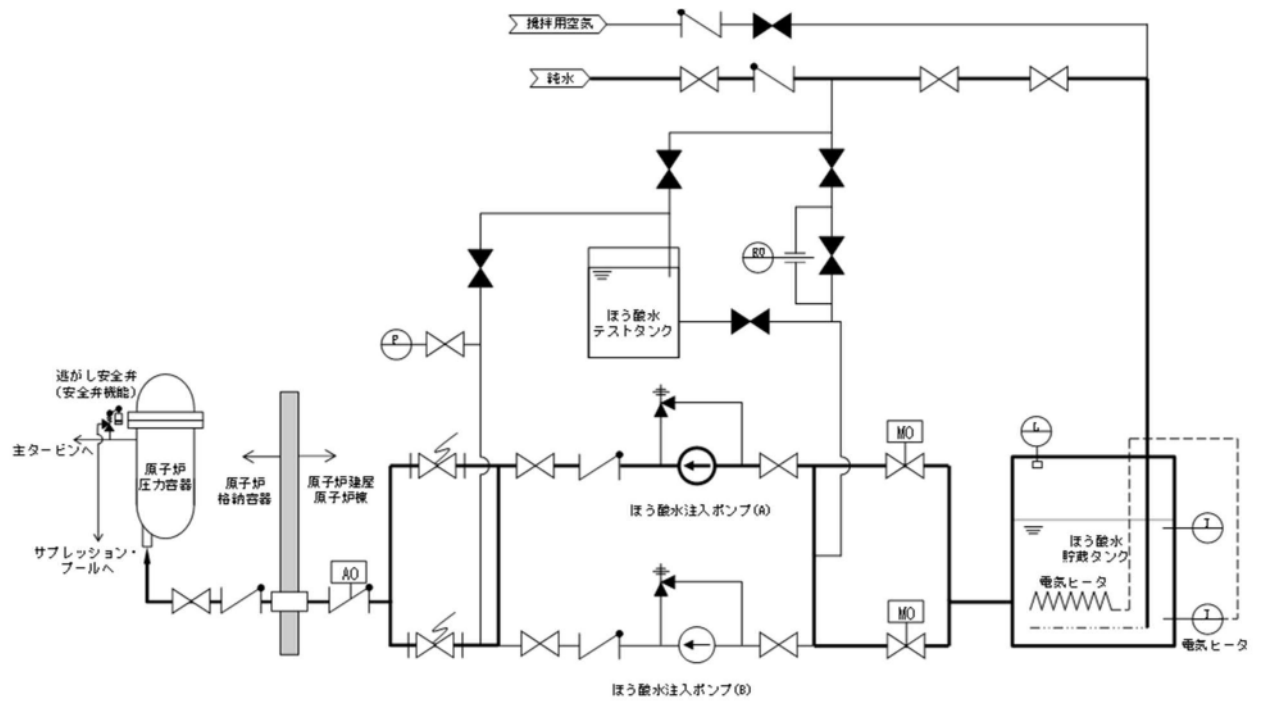 撹拌用空気
純水
RO
ほう酸水
テストタンク
P
逃がし安全弁
(安全弁機能)
主タービンへ
原子炉
圧力容器
原子炉
格納容器
原子炉建屋
原子炉棟
MO
L
ほう酸水注入ポンプ(A)
サプレッション・
プールへ
ほう酸水
貯蔵タンク
T
AO
電気ヒータ
MO
T
電気ヒータ
ほう酸水注入ポンプ(B)